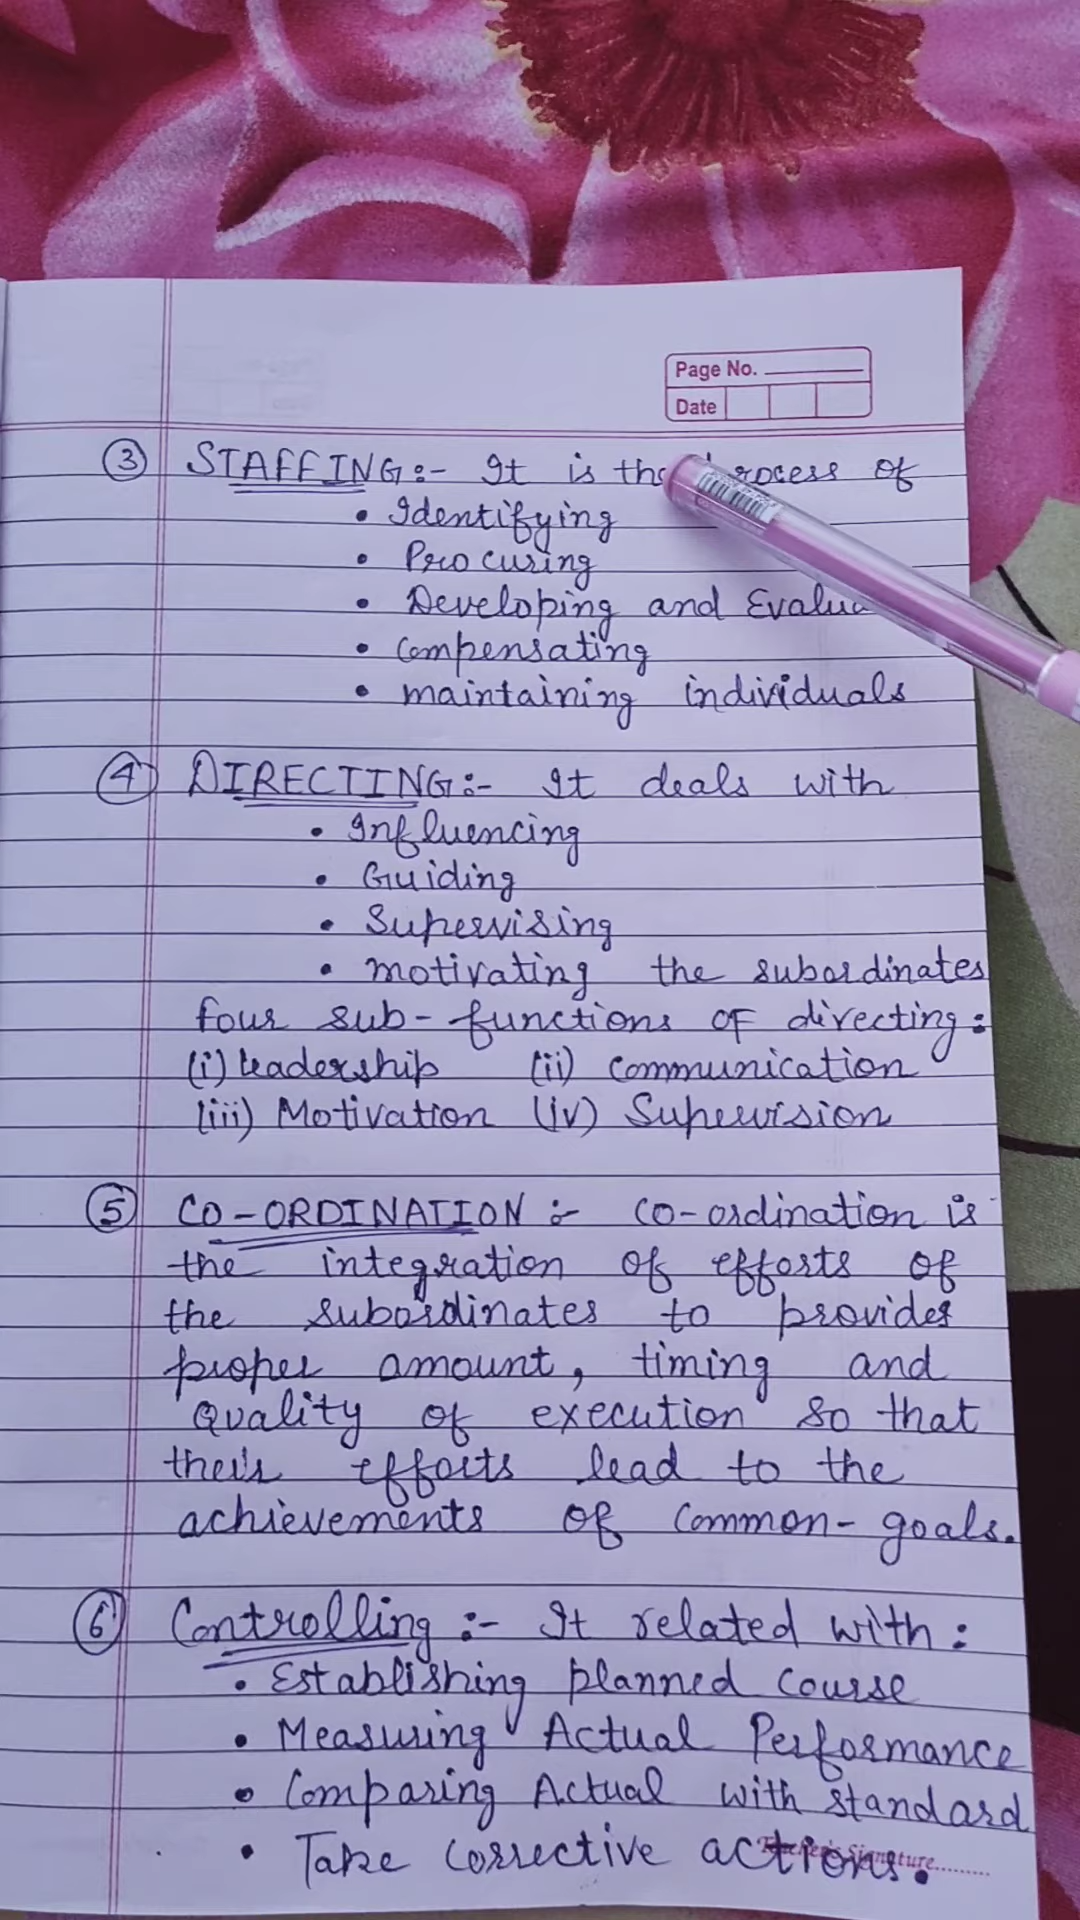 Page No.
Date
③ STAFFING:- It is the process of
• Identifying
• Procuring
• Developing and
• Compensating
• maintaining individuals
④ DIRECTING:- It deals with
• Influencing
• Guiding
• Supervising
• motivating the subordinates
four sub-functions of directing:
(i) leadership (ii) communication
(iii) Motivation (iv) Supervision
⑤ CO-ORDINATION :- co-ordination is
the integration of efforts of
the subordinates to provides
proper amount, timing and
Quality of execution so that
their efforts lead to the
achievements of common-goals.
⑥ Controlling :- It related with:
• Establishing planned course
• Measuring Actual Performance
• Comparing Actual with standard
• Take corrective actions.
Teacher's Signature..........